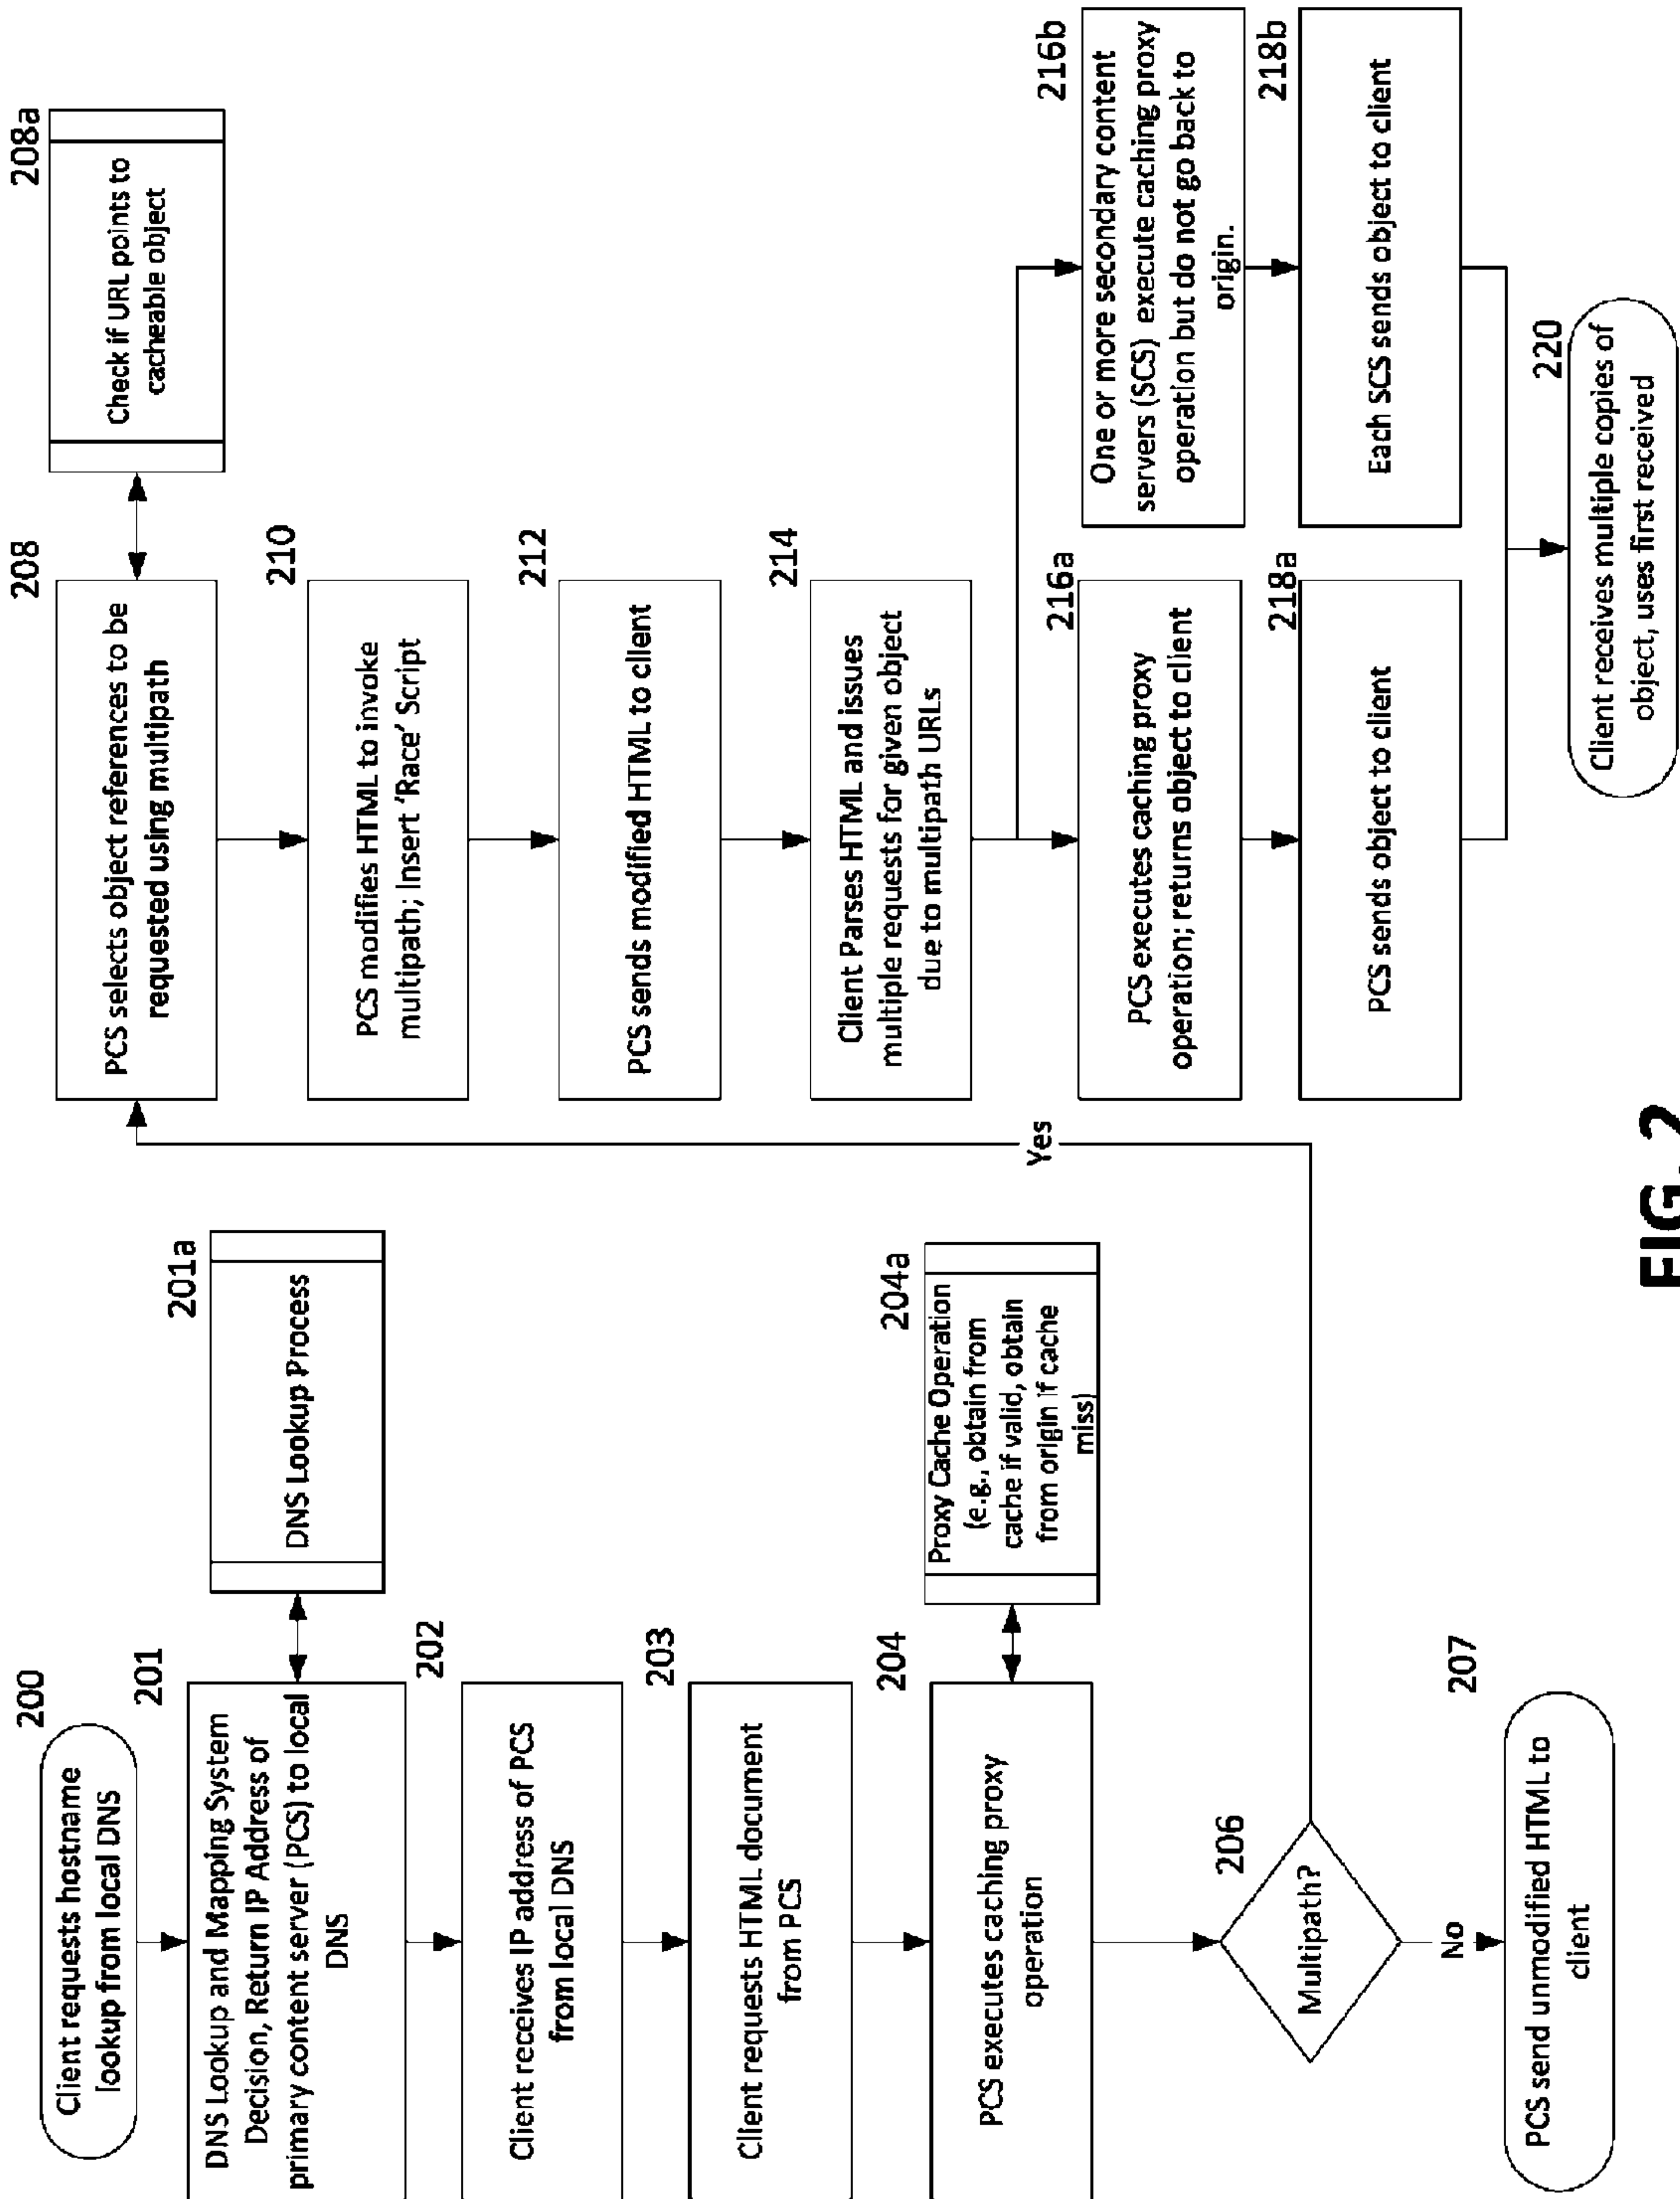 200
Client requests hostname
lookup from local DNS
201
DNS Lookup and Mapping System
Decision, Return IP Address of
primary content server (PCS) to local
DNS
201a
DNS Lookup Process
202
Client receives IP address of PCS
from local DNS
203
Client requests HTML document
from PCS
204
PCS executes caching proxy
operation
204a
Proxy Cache Operation
(e.g., obtain from
cache if valid, obtain
from origin if cache
miss)
206
Multipath?
Yes
No
207
PCS send unmodified HTML to
client
208
PCS selects object references to be
requested using multipath
208a
Check if URL points to
cacheable object
210
PCS modifies HTML to invoke
multipath; Insert ‘Race’ Script
212
PCS sends modified HTML to client
214
Client Parses HTML and issues
multiple requests for given object
due to multipath URLs
216a
PCS executes caching proxy
operation; returns object to client
216b
One or more secondary content
servers (SCS) execute caching proxy
operation but do not go back to
origin.
218a
PCS sends object to client
218b
Each SCS sends object to client
220
Client receives multiple copies of
object, uses first received
FIG. 2